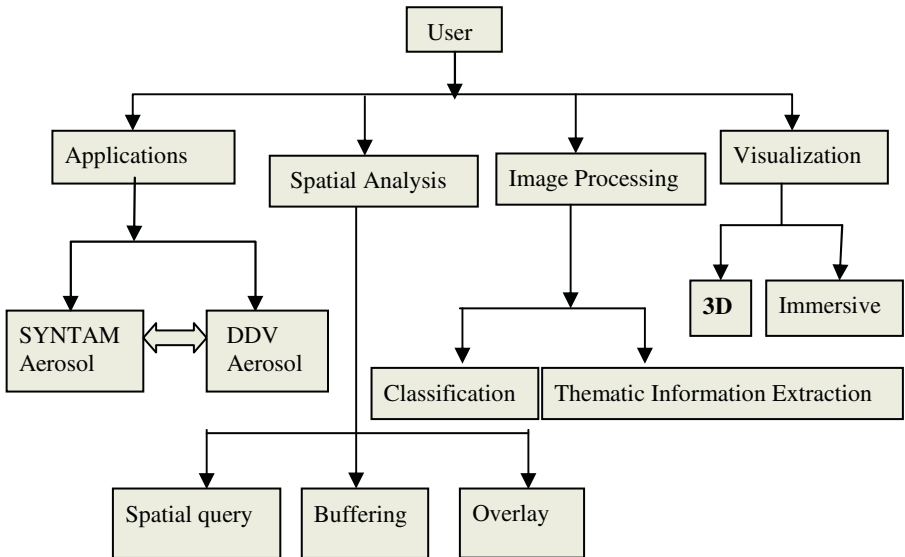 User
Applications
Spatial Analysis
Image Processing
Visualization
SYNTAM
Aerosol
DDV
Aerosol
3D
Immersive
Classification
Thematic Information Extraction
Spatial query
Buffering
Overlay